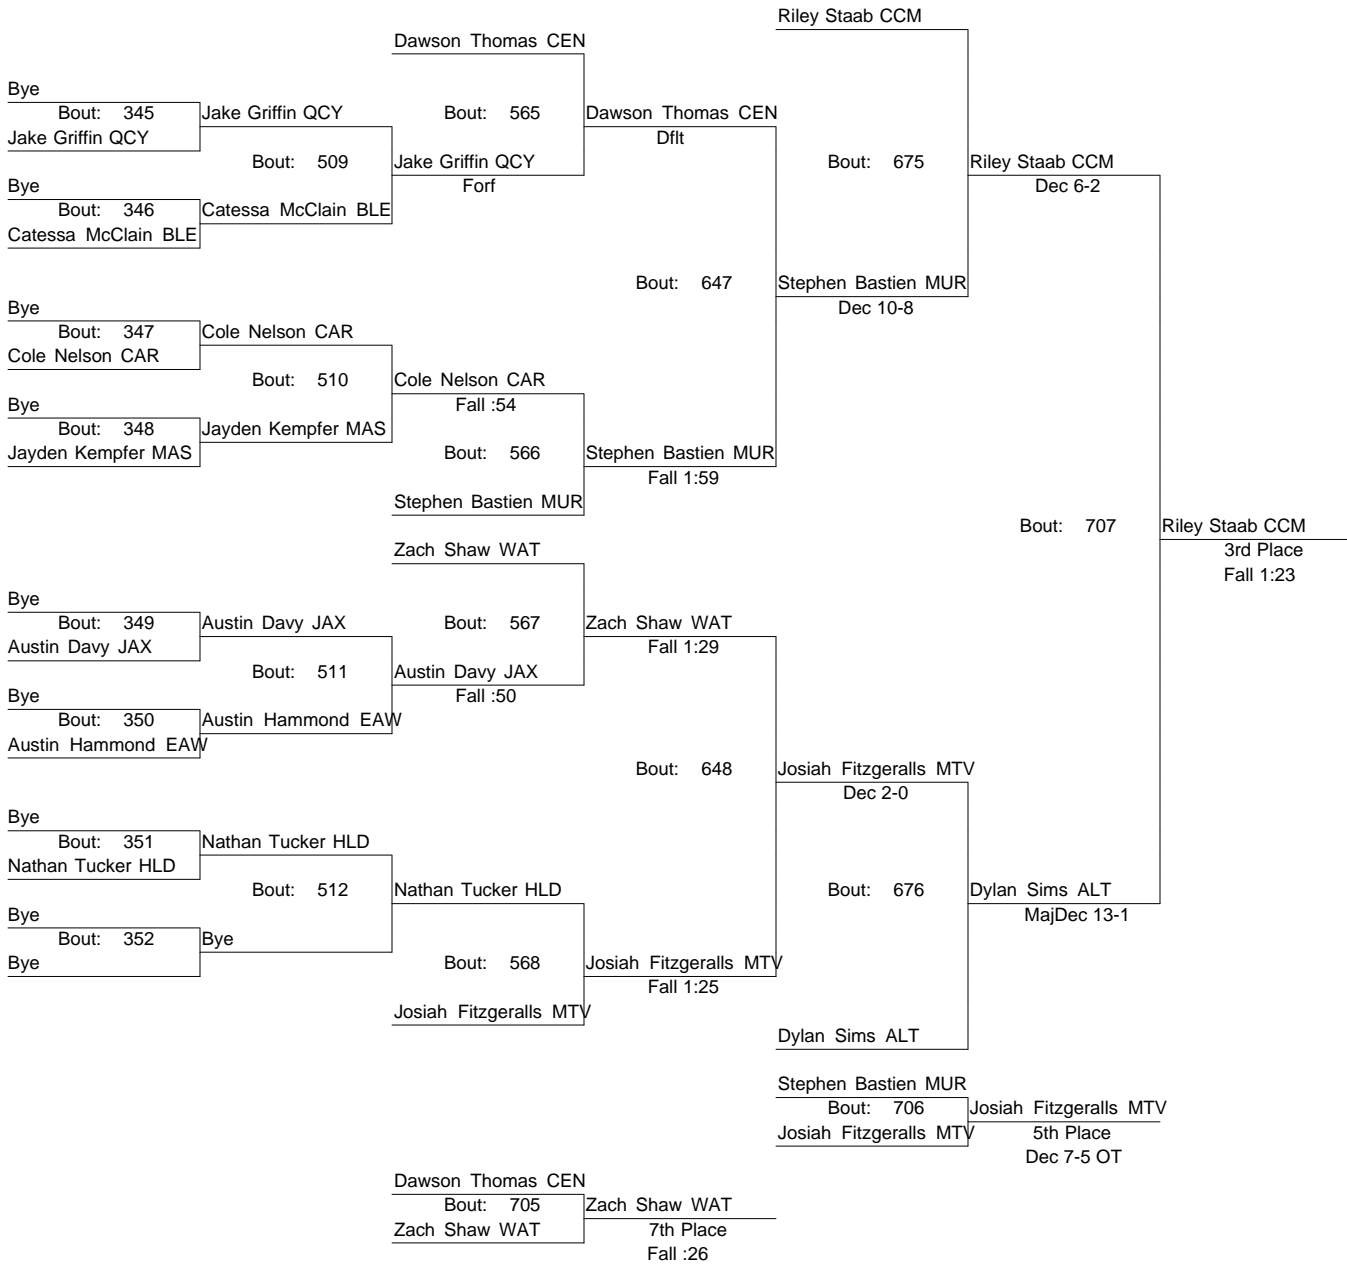 Riley Staab CCM
Dawson Thomas CEN
Bye
Bout: 345
Jake Griffin QCY
Bout: 565
Dawson Thomas CEN
Jake Griffin QCY
Dflt
Bout: 509
Jake Griffin QCY
Bout: 675
Riley Staab CCM
Bye
Forf
Dec 6-2
Bout: 346
Catessa McClain BLE
Catessa McClain BLE
Bout: 647
Stephen Bastien MUR
Bye
Dec 10-8
Bout: 347
Cole Nelson CAR
Cole Nelson CAR
Bout: 510
Cole Nelson CAR
Bye
Fall :54
Bout: 348
Jayden Kempfer MAS
Jayden Kempfer MAS
Bout: 566
Stephen Bastien MUR
Fall 1:59
Stephen Bastien MUR
Bout: 707
Riley Staab CCM
Zach Shaw WAT
3rd Place
Fall 1:23
Bye
Bout: 349
Austin Davy JAX
Bout: 567
Zach Shaw WAT
Austin Davy JAX
Fall 1:29
Bout: 511
Austin Davy JAX
Bye
Fall :50
Bout: 350
Austin Hammond EAW
Austin Hammond EAW
Bout: 648
Josiah Fitzgeralls MTV
Dec 2-0
Bye
Bout: 351
Nathan Tucker HLD
Nathan Tucker HLD
Bout: 512
Nathan Tucker HLD
Bout: 676
Dylan Sims ALT
Bye
MajDec 13-1
Bout: 352
Bye
Bye
Bout: 568
Josiah Fitzgeralls MTV
Fall 1:25
Josiah Fitzgeralls MTV
Dylan Sims ALT
Stephen Bastien MUR
Bout: 706
Josiah Fitzgeralls MTV
Josiah Fitzgeralls MTV
5th Place
Dec 7-5 OT
Dawson Thomas CEN
Bout: 705
Zach Shaw WAT
Zach Shaw WAT
7th Place
Fall :26